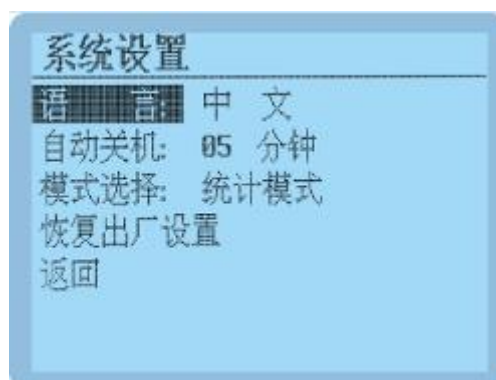 系统设置
语 言: 中 文
自动关机: 05 分钟
模式选择: 统计模式
恢复出厂设置
返回